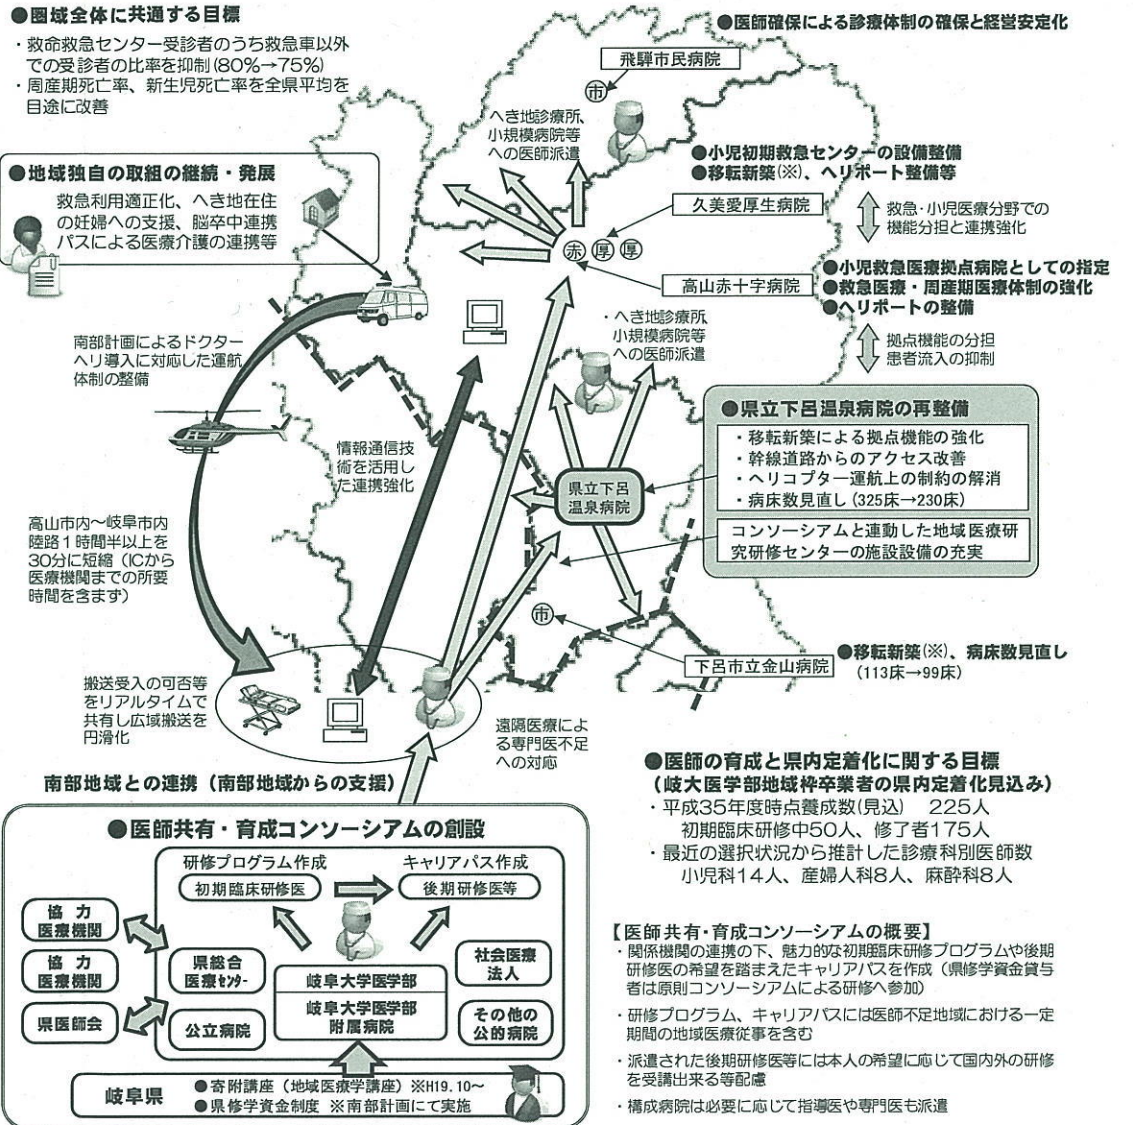 ●圏域全体に共通する目標
・救命救急センター受診者のうち救急車以外
での受診者の比率を抑制(80%→75%)
・周産期死亡率、新生児死亡率を全県平均を
目途に改善
●医師確保による診療体制の確保と経営安定化
飛騨市民病院
市
へき地診療所、
小規模病院等
への医師派遣
●小児初期救急センターの設備整備
●移転新築(※)、ヘリポート整備等
●地域独自の取組の継続・発展
救急利用適正化、へき地在住
の妊婦への支援、脳卒中連携
パスによる医療介護の連携等
久美愛厚生病院
救急・小児医療分野での
機能分担と連携強化
赤 厚 厚
高山赤十字病院
●小児救急医療拠点病院としての指定
●救急医療・周産期医療体制の強化
●ヘリポートの整備
・へき地診療所、
小規模病院等
への医師派遣
拠点機能の分担
患者流入の抑制
南部計画によるドクター
ヘリ導入に対応した運航
体制の整備
●県立下呂温泉病院の再整備
・移転新築による拠点機能の強化
・幹線道路からのアクセス改善
・ヘリコプター運航上の制約の解消
・病床数見直し(325床→230床)
コンソーシアムと連動した地域医療研
究研修センターの施設設備の充実
情報通信技
術を活用し
た連携強化
県立下呂
温泉病院
高山市内～岐阜市内
陸路1時間半以上を
30分に短縮(ICから
医療機関までの所要
時間を含まず)
市
下呂市立金山病院
●移転新築(※)、病床数見直し
(113床→99床)
搬送受入の可否等
をリアルタイムで
共有し広域搬送を
円滑化
遠隔医療によ
る専門医不足
への対応
南部地域との連携(南部地域からの支援)
●医師の育成と県内定着化に関する目標
(岐大医学部地域枠卒業者の県内定着化見込み)
・平成35年度時点養成数(見込) 225人
初期臨床研修中50人、修了者175人
・最近の選択状況から推計した診療科別医師数
小児科14人、産婦人科8人、麻酔科8人
●医師共有・育成コンソーシアムの創設
研修プログラム作成
キャリアパス作成
初期臨床研修医
後期研修医等
協力
医療機関
協力
医療機関
県医師会
県総合
医療センター
公立病院
岐阜大学医学部
岐阜大学医学部
附属病院
社会医療
法人
その他の
公的病院
岐阜県
●寄附講座(地域医療学講座)※H19.10～
●県修学資金制度 ※南部計画にて実施
【医師共有・育成コンソーシアムの概要】
・関係機関の連携の下、魅力的な初期臨床研修プログラムや後期
研修医の希望を踏まえたキャリアパスを作成(県修学資金貸与
者は原則コンソーシアムによる研修へ参加)
・研修プログラム、キャリアパスには医師不足地域における一定
期間の地域医療従事を含む
・派遣された後期研修医等には本人の希望に応じて国内外の研修
を受講出来る等配慮
・構成病院は必要に応じて指導医や専門医も派遣